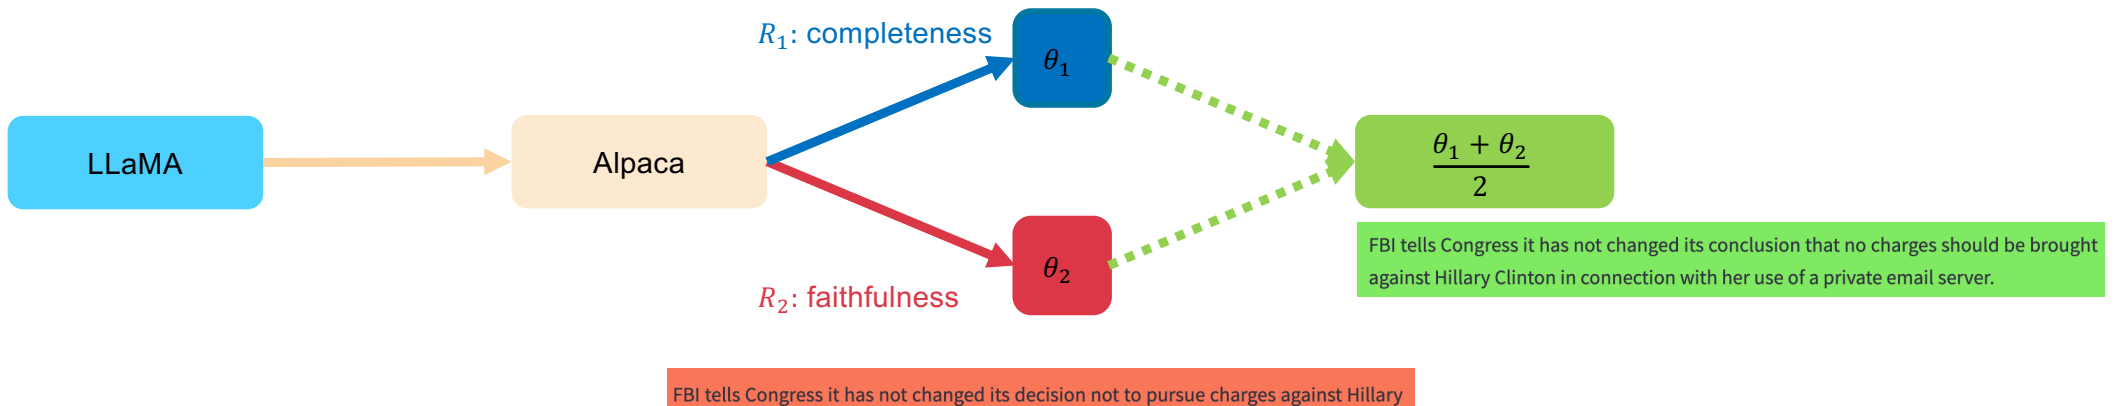 R₁: completeness
θ₁
LLaMA
Alpaca
θ₁ + θ₂
2
R₂: faithfulness
θ₂
FBI tells Congress it has not changed its conclusion that no charges should be brought
against Hillary Clinton in connection with her use of a private email server.
FBI tells Congress it has not changed its decision not to pursue charges against Hillary